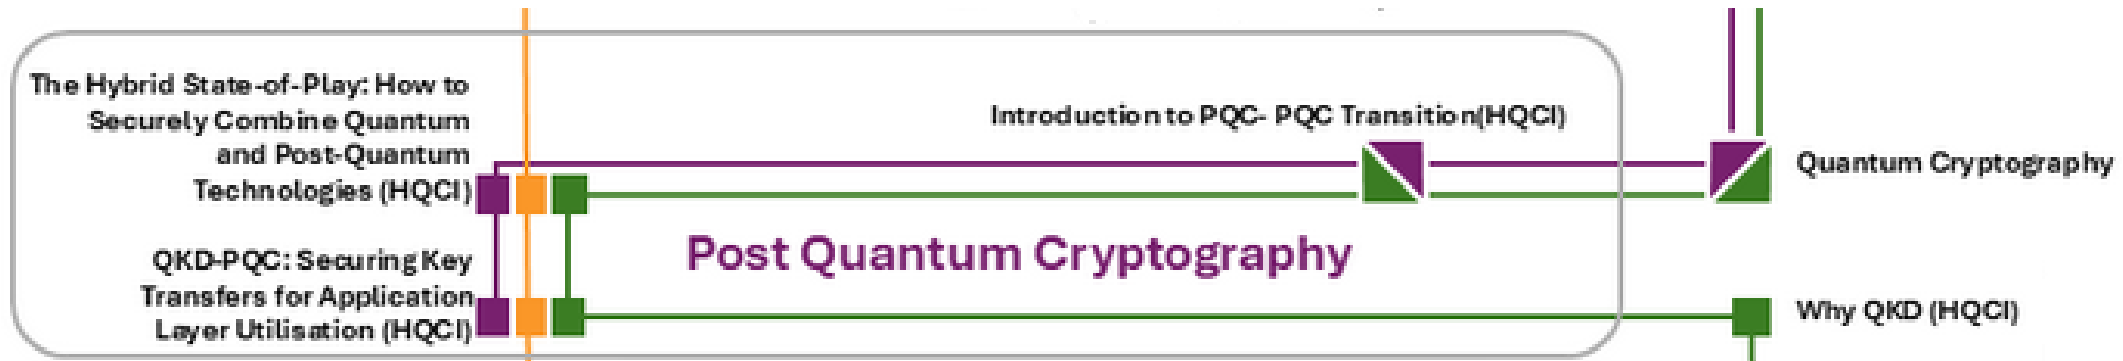 The Hybrid State-of-Play: How to
Securely Combine Quantum
and Post-Quantum
Technologies (HQCI)
Introduction to PQC- PQC Transition(HQCI)
Quantum Cryptography
Post Quantum Cryptography
QKD-PQC: Securing Key
Transfers for Application
Layer Utilisation (HQCI)
Why QKD (HQCI)